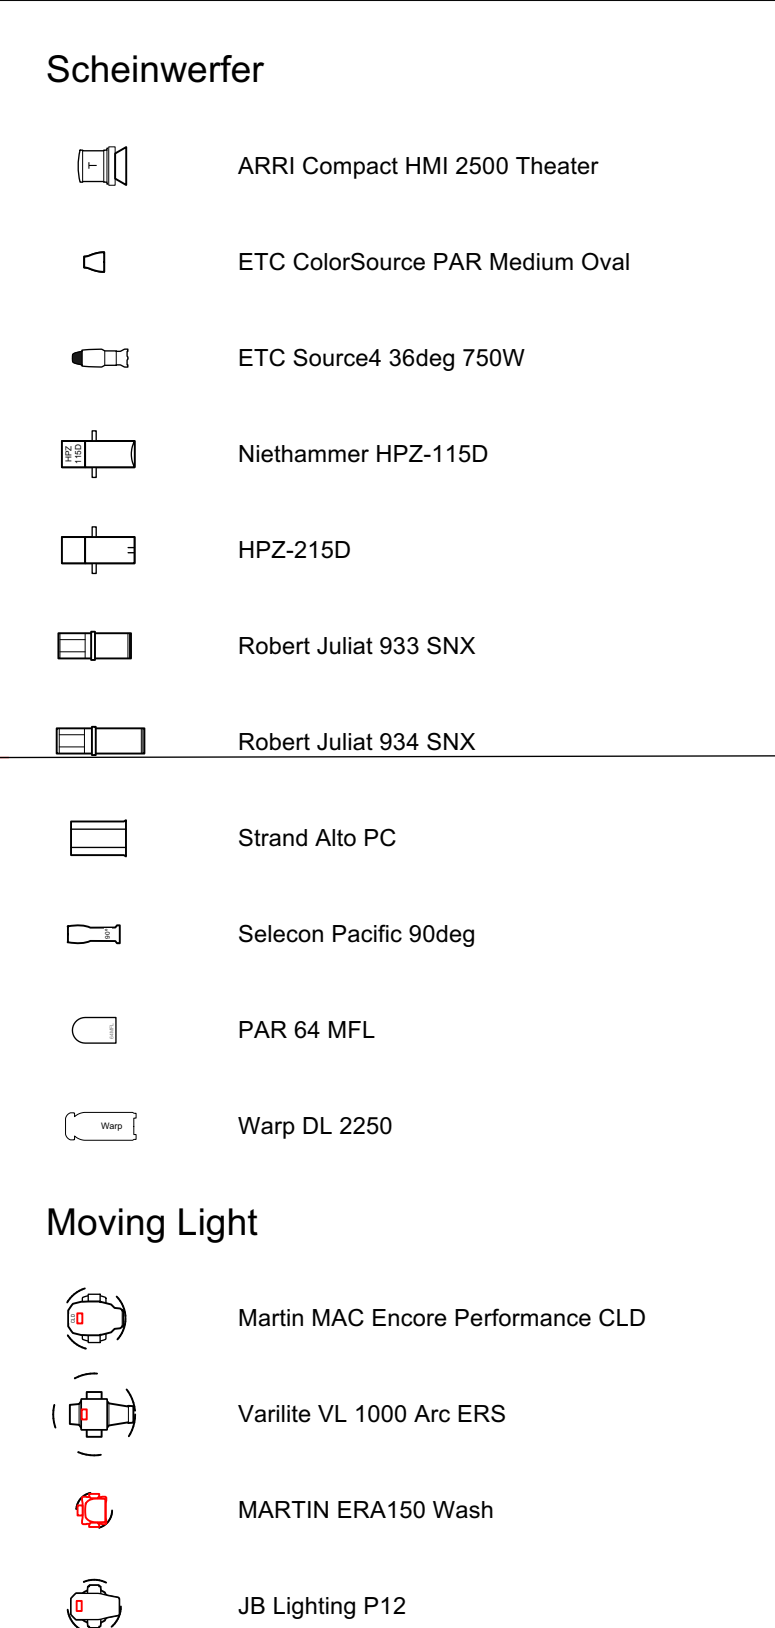 Scheinwerfer
T
ARRI Compact HMI 2500 Theater
ETC ColorSource PAR Medium Oval
ETC Source4 36deg 750W
HPZ
115D
Niethammer HPZ-115D
HPZ-215D
Robert Juliat 933 SNX
Robert Juliat 934 SNX
Strand Alto PC
90°
Selecon Pacific 90deg
PAR 64 MFL
Warp
Warp DL 2250
Moving Light
CLD
Martin MAC Encore Performance CLD
Varilite VL 1000 Arc ERS
MARTIN ERA150 Wash
JB Lighting P12